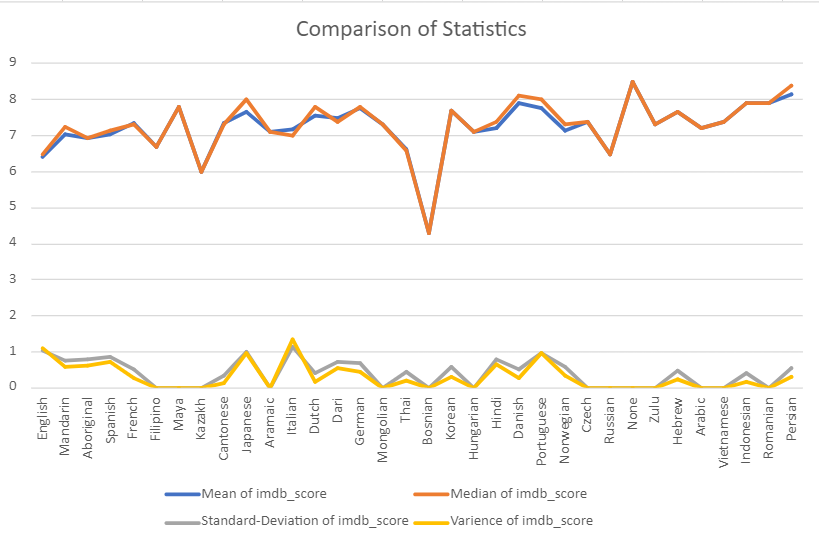 Comparison of Statistics
9
8
7
6
5
4
3
2
1
0
English
Mandarin
Aboriginal
Spanish
French
Filipino
Maya
Kazakh
Cantonese
Japanese
Aramaic
Italian
Dutch
Dari
German
Mongolian
Thai
Bosnian
Korean
Hungarian
Hindi
Danish
Portuguese
Norwegian
Czech
Russian
None
Zulu
Hebrew
Arabic
Vietnamese
Indonesian
Romanian
Persian
Mean of imdb_score
Median of imdb_score
Standard-Deviation of imdb_score
Varience of imdb_score